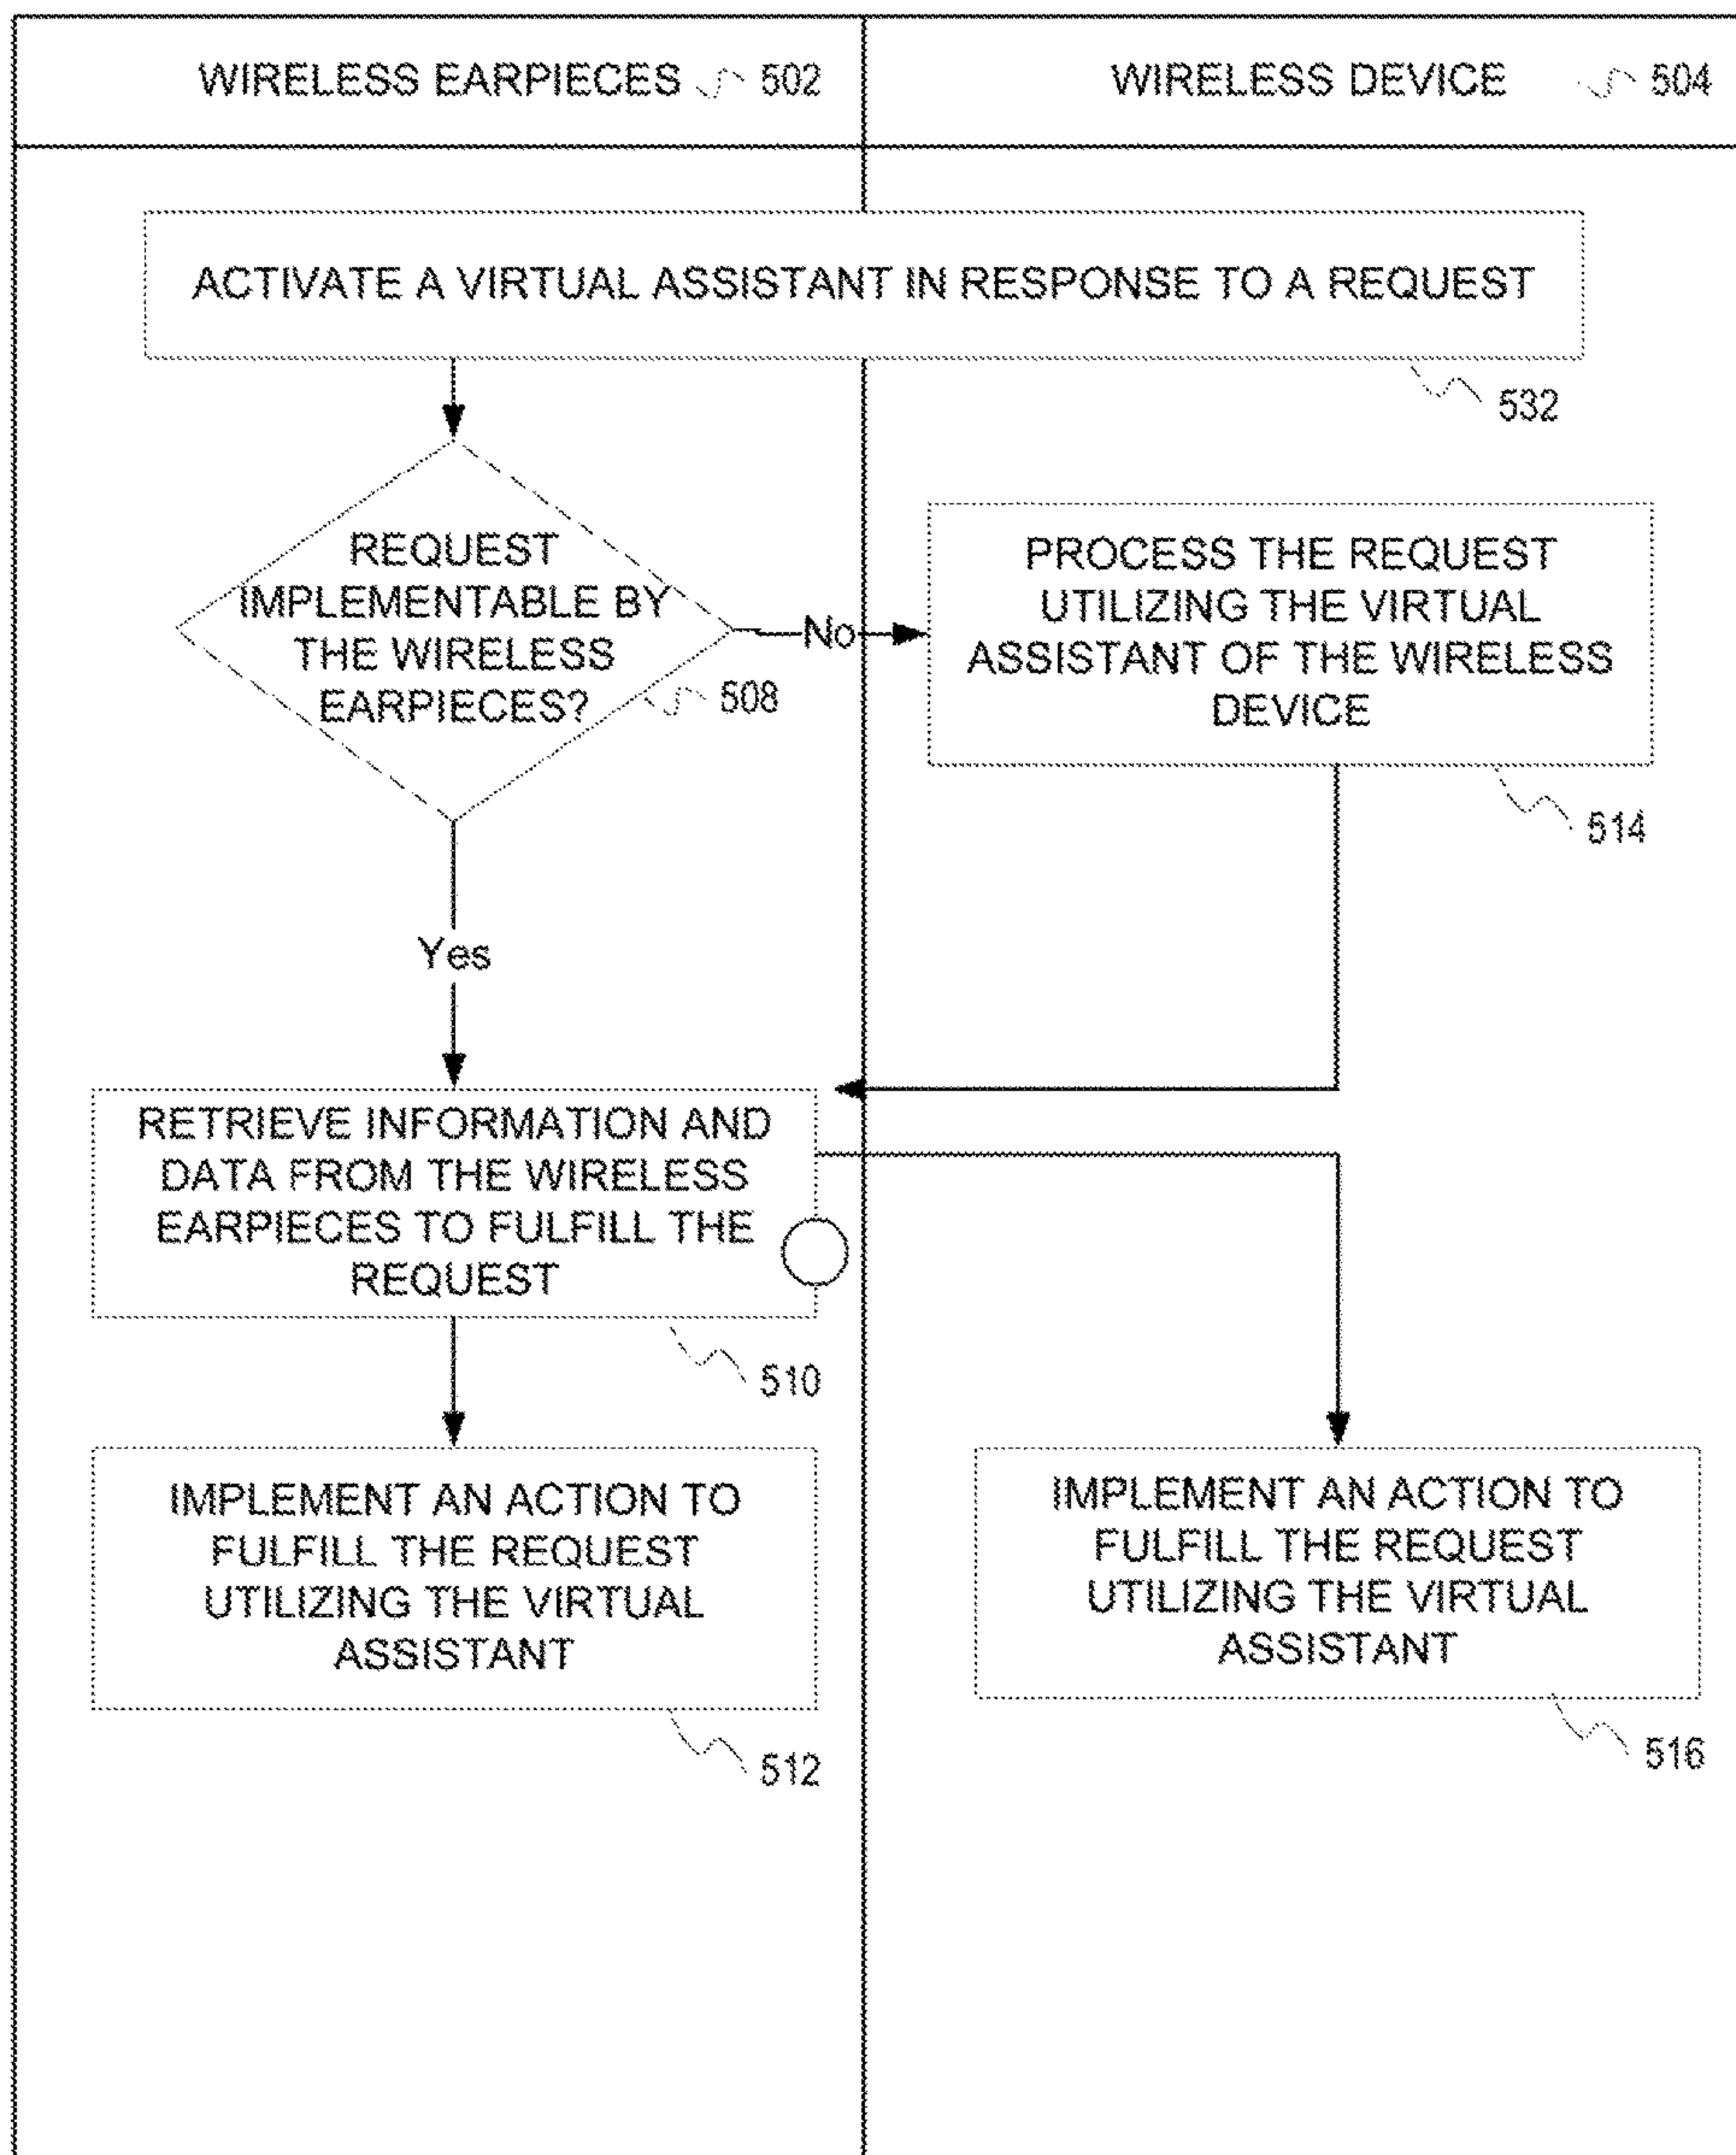 WIRELESS EARPIECES 502
WIRELESS DEVICE 504
ACTIVATE A VIRTUAL ASSISTANT IN RESPONSE TO A REQUEST
532
REQUEST
IMPLEMENTABLE BY
THE WIRELESS
EARPIECES?
508
No
PROCESS THE REQUEST
UTILIZING THE VIRTUAL
ASSISTANT OF THE WIRELESS
DEVICE
514
Yes
RETRIEVE INFORMATION AND
DATA FROM THE WIRELESS
EARPIECES TO FULFILL THE
REQUEST
510
IMPLEMENT AN ACTION TO
FULFILL THE REQUEST
UTILIZING THE VIRTUAL
ASSISTANT
512
IMPLEMENT AN ACTION TO
FULFILL THE REQUEST
UTILIZING THE VIRTUAL
ASSISTANT
516